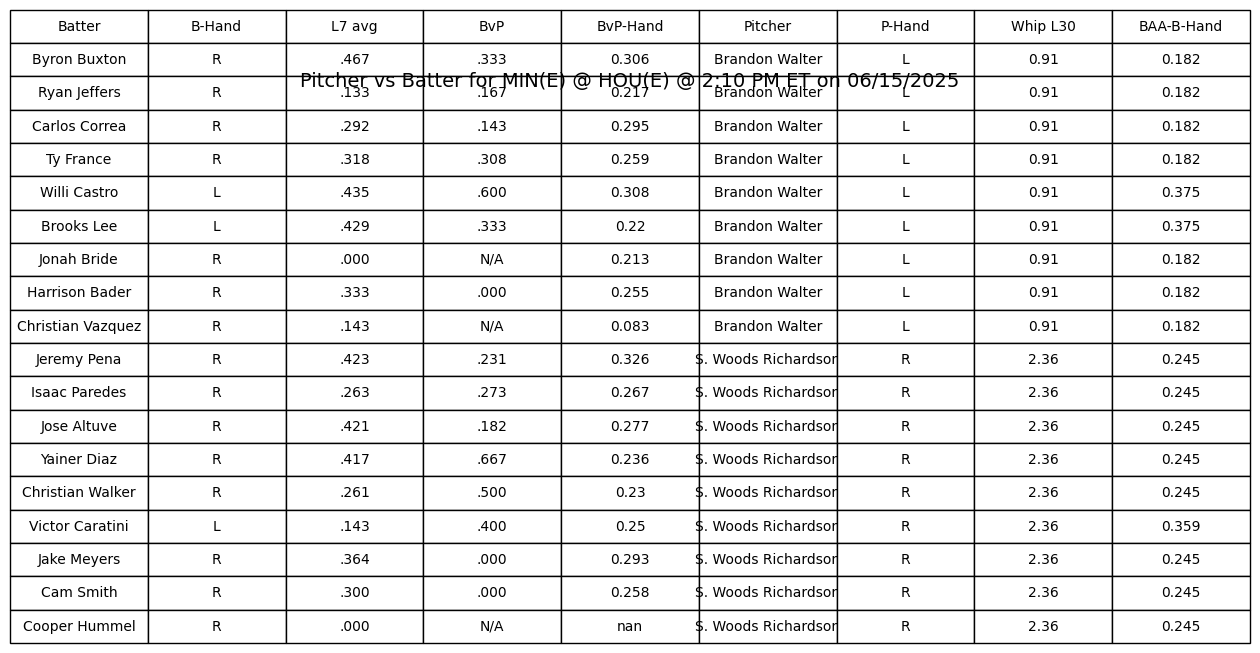 Batter B-Hand L7 avg BvP BvP-Hand Pitcher P-Hand Whip L30 BAA-B-Hand
Byron Buxton R .467 .333 0.306 Brandon Walter L 0.91 0.182
Pitcher vs Batter for MIN(E) @ HOU(E) @ 2:10 PM ET on 06/15/2025
Ryan Jeffers R .133 .167 0.217 Brandon Walter L 0.91 0.182
Carlos Correa R .292 .143 0.295 Brandon Walter L 0.91 0.182
Ty France R .318 .308 0.259 Brandon Walter L 0.91 0.182
Willi Castro L .435 .600 0.308 Brandon Walter L 0.91 0.375
Brooks Lee L .429 .333 0.22 Brandon Walter L 0.91 0.375
Jonah Bride R .000 N/A 0.213 Brandon Walter L 0.91 0.182
Harrison Bader R .333 .000 0.255 Brandon Walter L 0.91 0.182
Christian Vazquez R .143 N/A 0.083 Brandon Walter L 0.91 0.182
Jeremy Pena R .423 .231 0.326 S. Woods Richardson R 2.36 0.245
Isaac Paredes R .263 .273 0.267 S. Woods Richardson R 2.36 0.245
Jose Altuve R .421 .182 0.277 S. Woods Richardson R 2.36 0.245
Yainer Diaz R .417 .667 0.236 S. Woods Richardson R 2.36 0.245
Christian Walker R .261 .500 0.23 S. Woods Richardson R 2.36 0.245
Victor Caratini L .143 .400 0.25 S. Woods Richardson R 2.36 0.359
Jake Meyers R .364 .000 0.293 S. Woods Richardson R 2.36 0.245
Cam Smith R .300 .000 0.258 S. Woods Richardson R 2.36 0.245
Cooper Hummel R .000 N/A nan S. Woods Richardson R 2.36 0.245